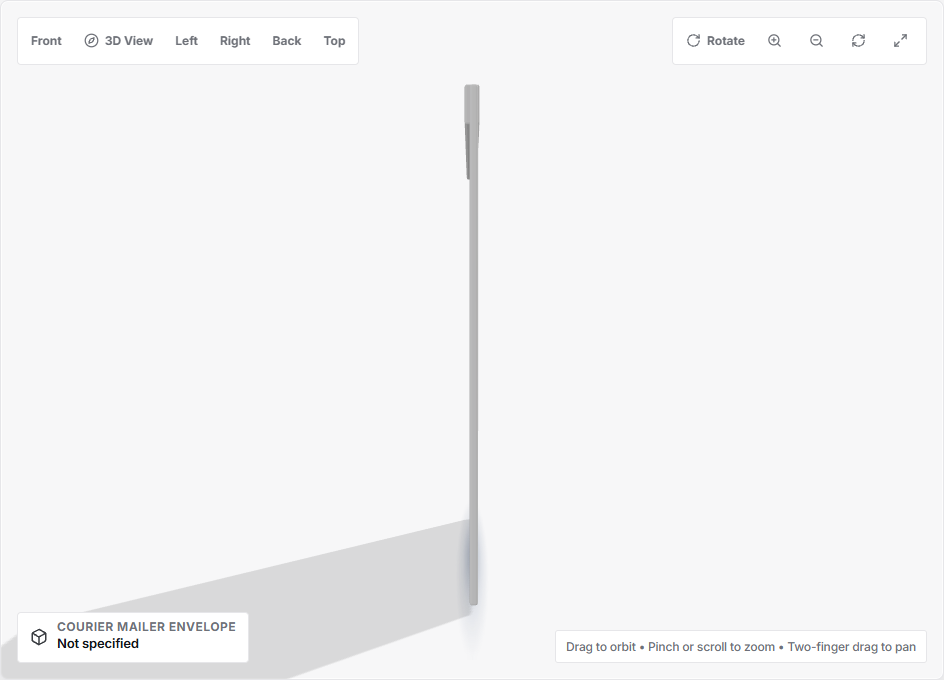 Front 3D View Left Right Back Top
Rotate
COURIER MAILER ENVELOPE
Not specified
Drag to orbit • Pinch or scroll to zoom • Two-finger drag to pan